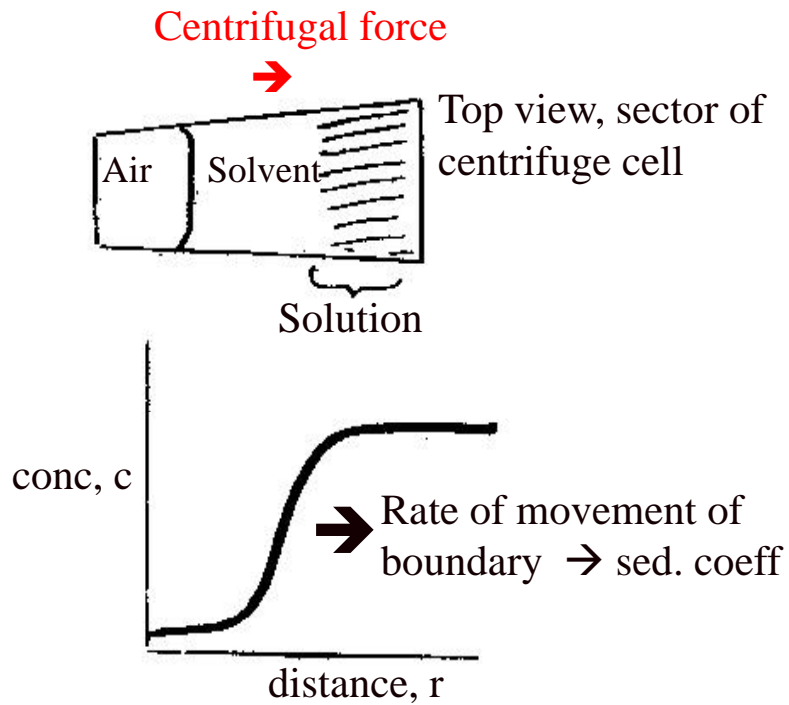 Centrifugal force
➔
Top view, sector of
centrifuge cell
Air
Solvent
Solution
conc, c
Rate of movement of
boundary → sed. coeff
distance, r